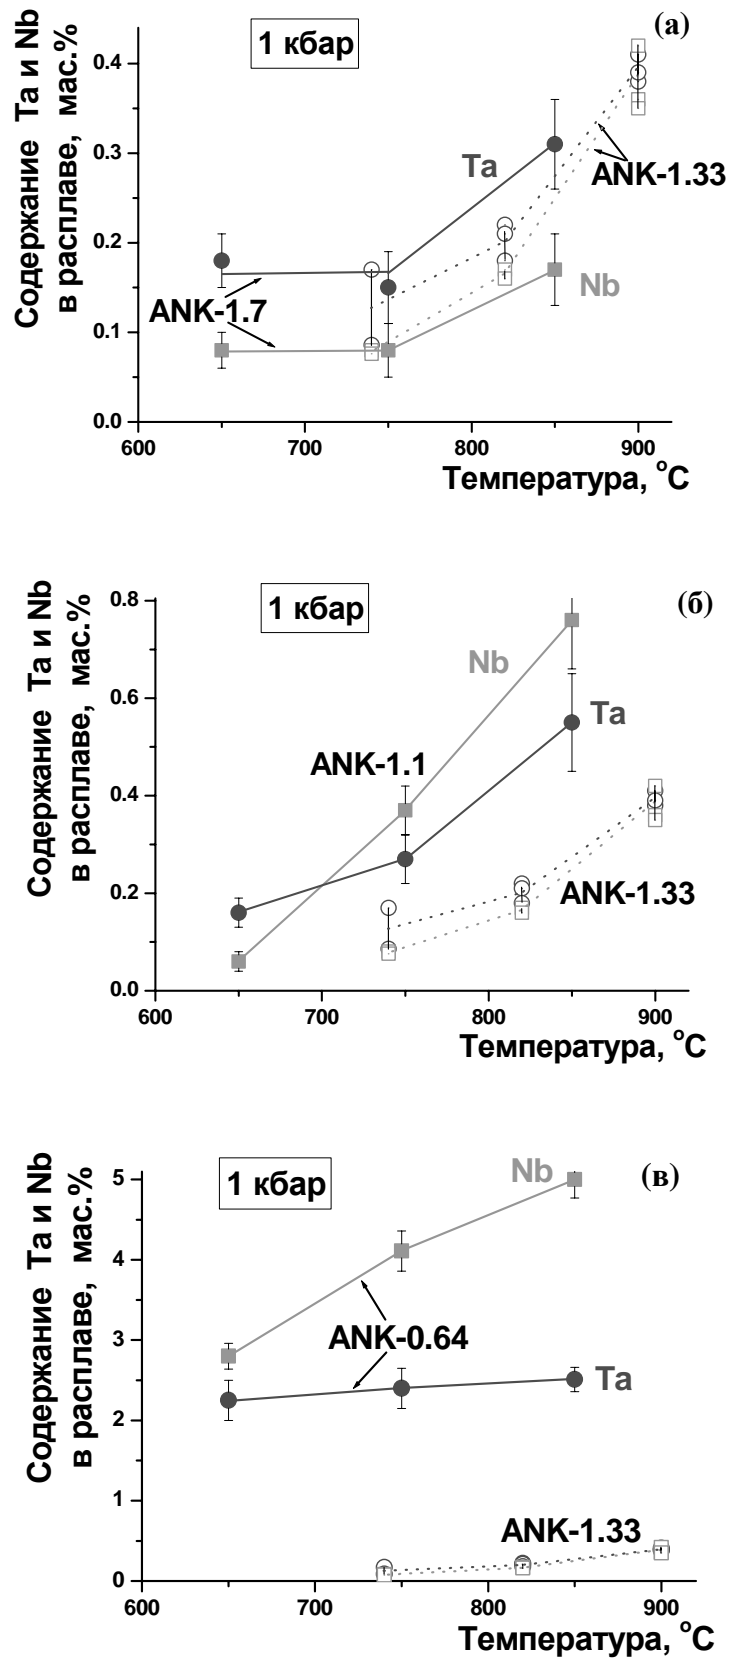 (а)
1 кбар
Содержание Ta и Nb
в расплаве, мас.%
0.4
0.3
0.2
0.1
0.0
Ta
ANK-1.33
ANK-1.7
Nb
600
700
800
900
Температура, °C
(б)
1 кбар
Содержание Ta и Nb
в расплаве, мас.%
0.8
0.6
0.4
0.2
0.0
Nb
Ta
ANK-1.1
ANK-1.33
600
700
800
900
Температура, °C
(в)
1 кбар
Содержание Ta и Nb
в расплаве, мас.%
5
4
3
2
1
0
Nb
ANK-0.64
Ta
ANK-1.33
600
700
800
900
Температура, °C